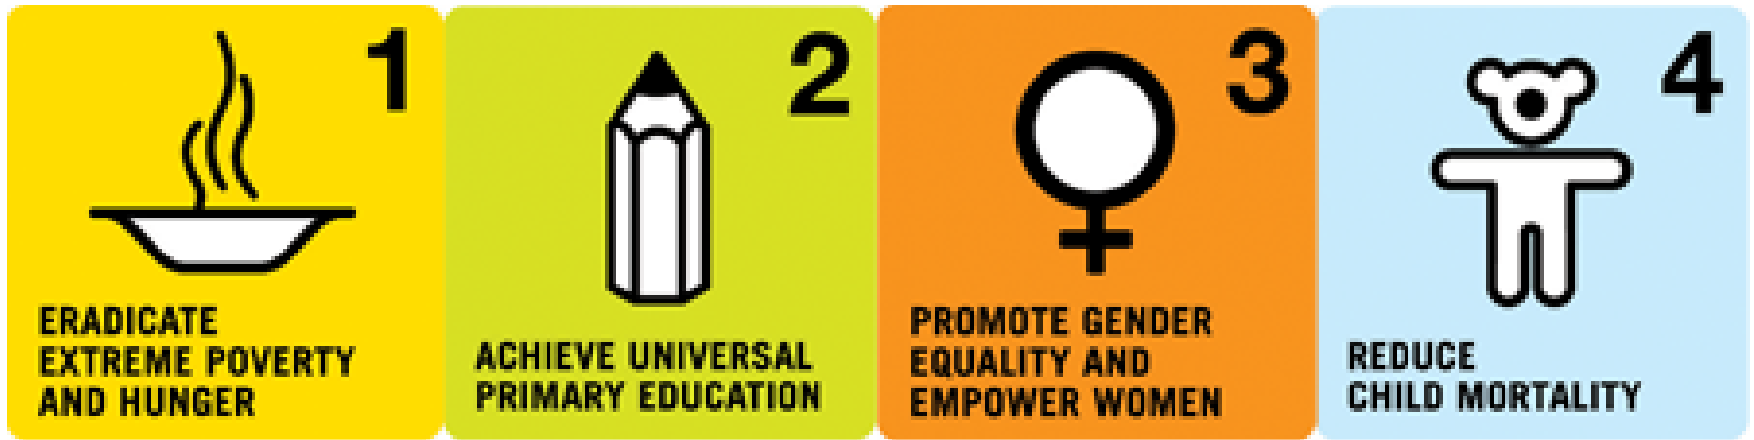 1
ERADICATE
EXTREME POVERTY
AND HUNGER
2
ACHIEVE UNIVERSAL
PRIMARY EDUCATION
3
PROMOTE GENDER
EQUALITY AND
EMPOWER WOMEN
4
REDUCE
CHILD MORTALITY